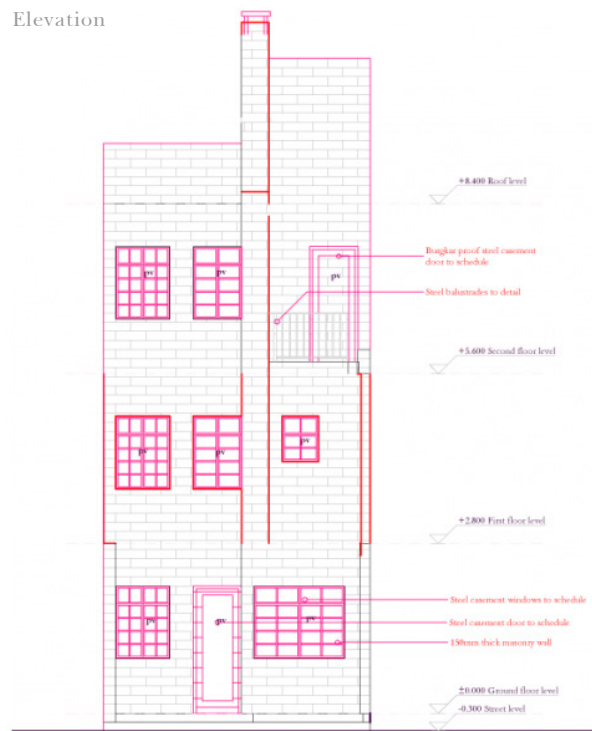 Elevation
+8.400 Roof level
Burglar proof steel casement
door to schedule
pv
pv
pv
Steel balustrades to detail
+5.600 Second floor level
pv
pv
pv
+2.800 First floor level
Steel casement windows to schedule
pv
pv
pv
Steel casement door to schedule
150mm thick masonry wall
±0.000 Ground floor level
-0.300 Street level